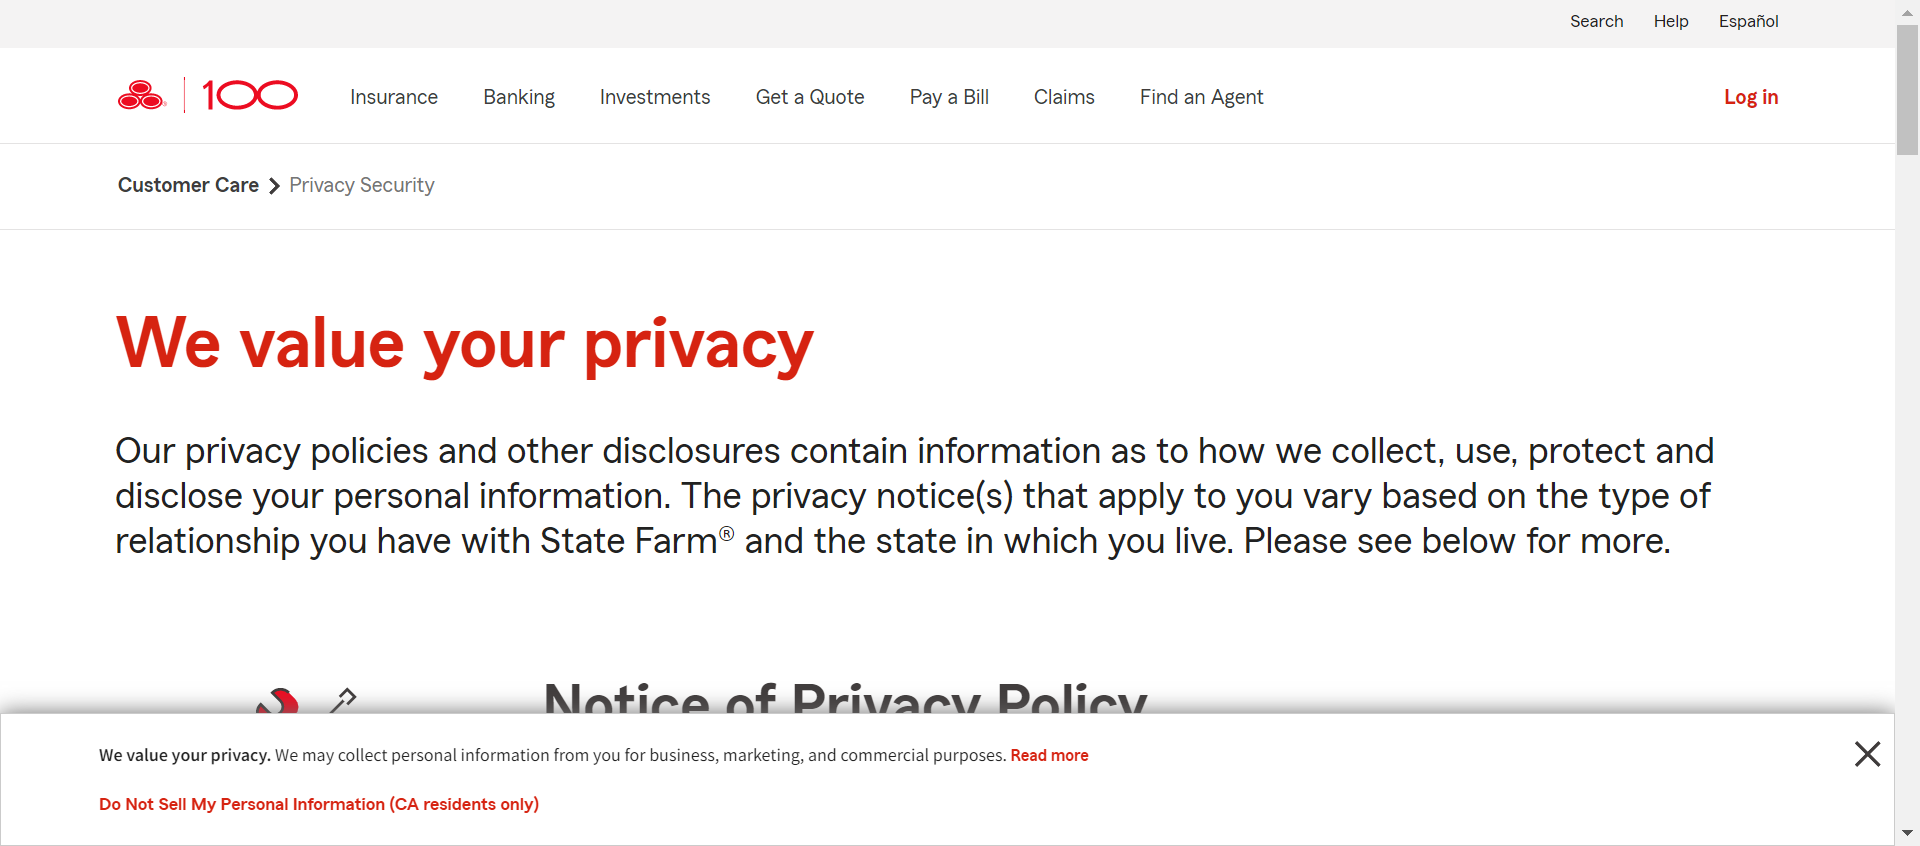 Search Help Español
100 Insurance Banking Investments Get a Quote Pay a Bill Claims Find an Agent Log in
Customer Care Privacy Security
We value your privacy
Our privacy policies and other disclosures contain information as to how we collect, use, protect and
disclose your personal information. The privacy notice(s) that apply to you vary based on the type of
relationship you have with State Farm® and the state in which you live. Please see below for more.
Notice of Privacy Policy
We value your privacy. We may collect personal information from you for business, marketing, and commercial purposes. Read more
Do Not Sell My Personal Information (CA residents only)